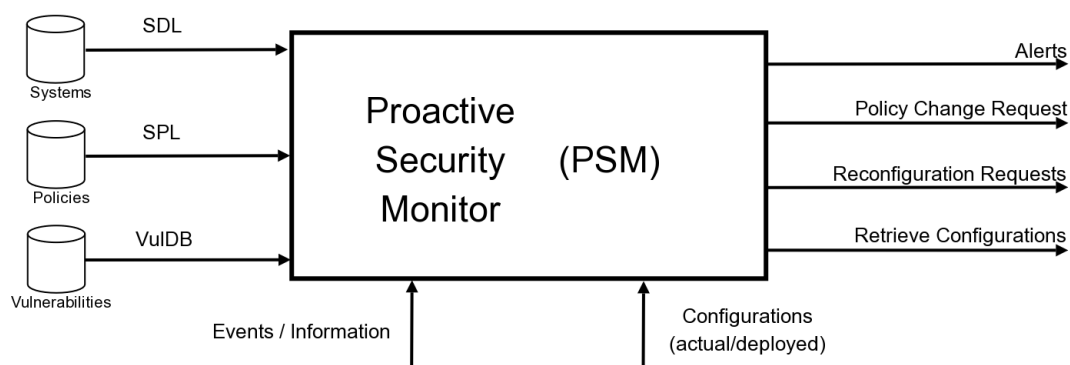 SDL
Systems
SPL
Policies
VulDB
Vulnerabilities
Proactive
Security (PSM)
Monitor
Alerts
Policy Change Request
Reconfiguration Requests
Retrieve Configurations
Events / Information
Configurations
(actual/deployed)